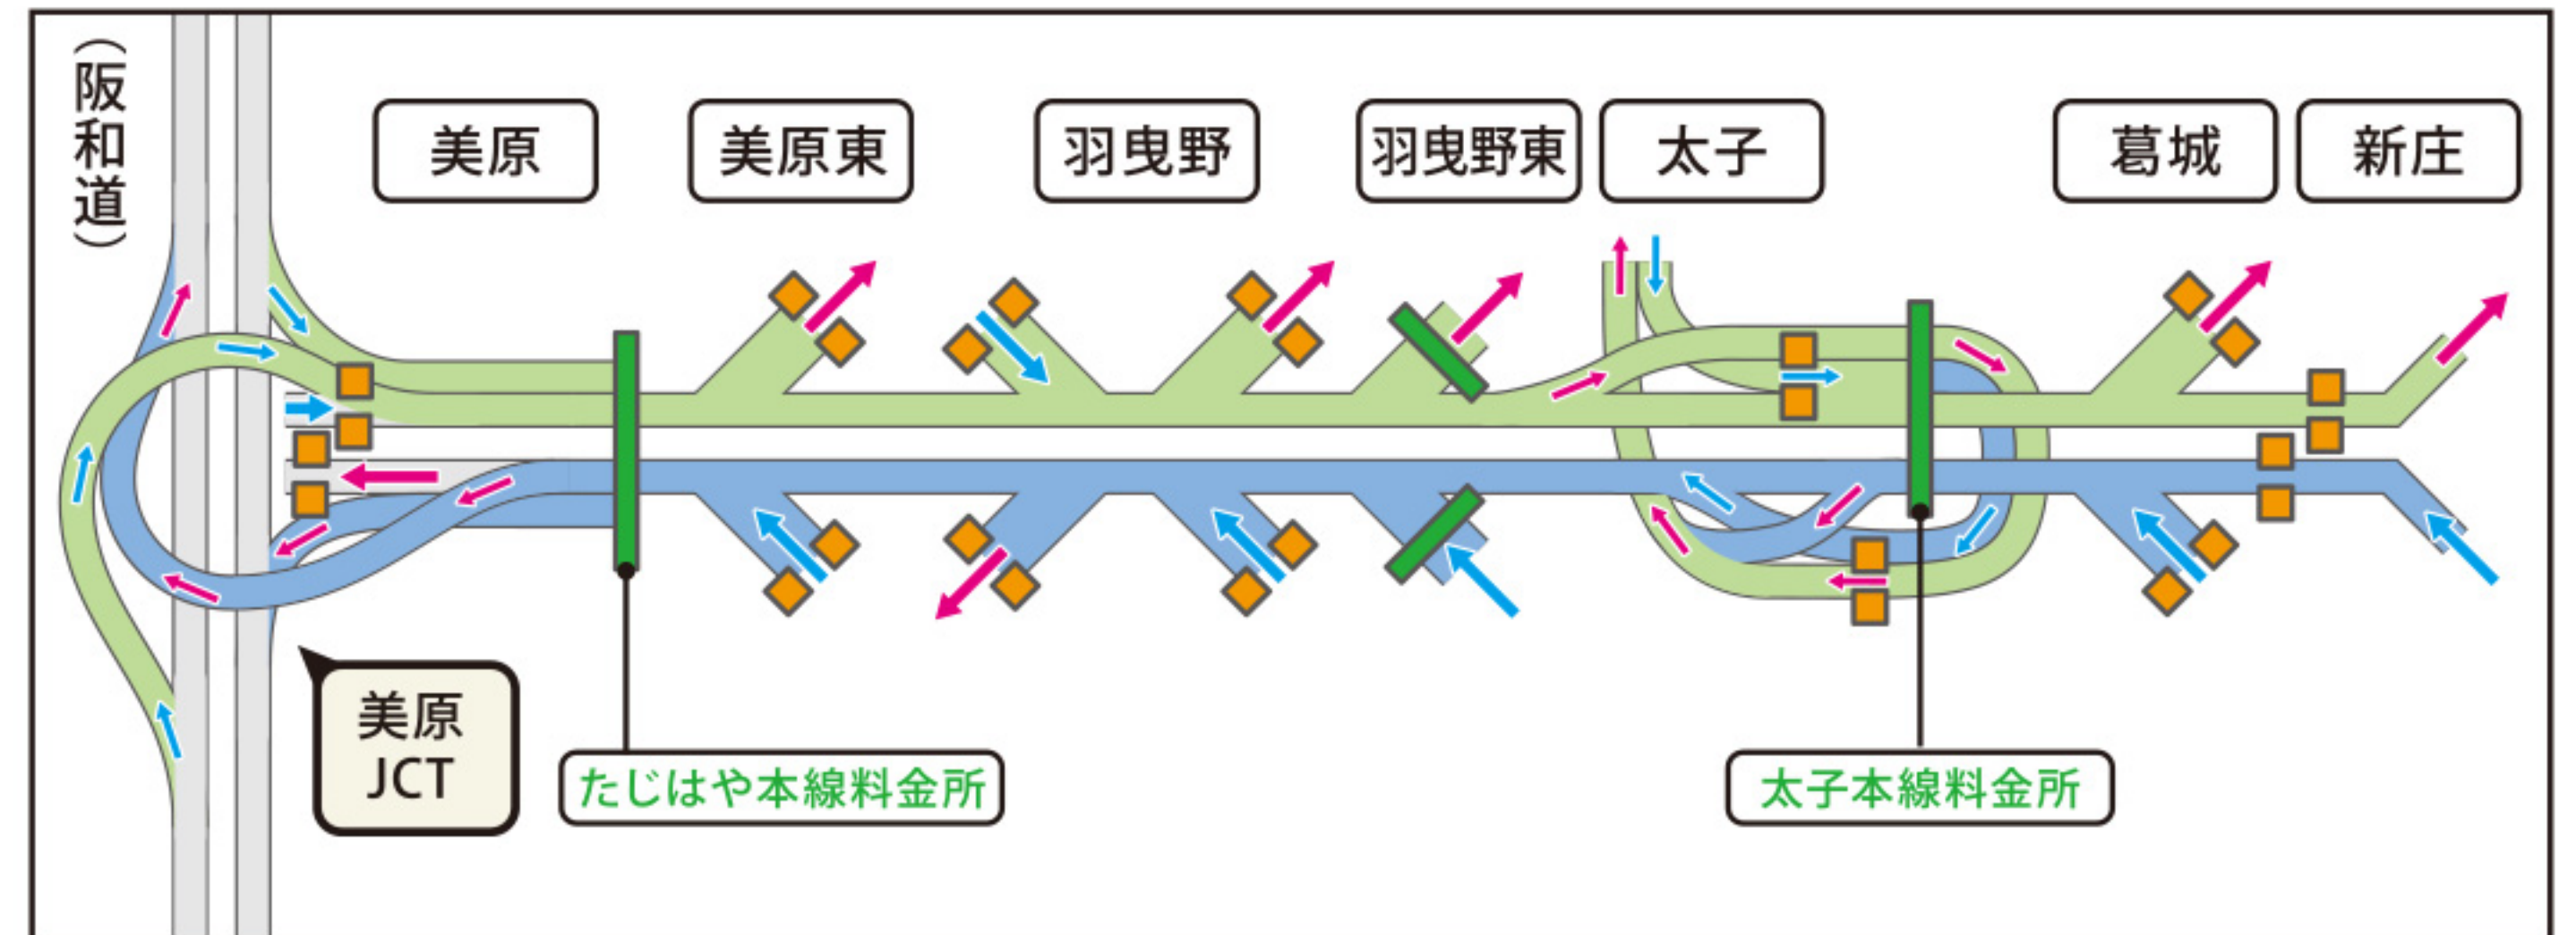 （阪和道）
美原
美原東
羽曳野
羽曳野東
太子
葛城
新庄
美原
JCT
たじはや本線料金所
太子本線料金所